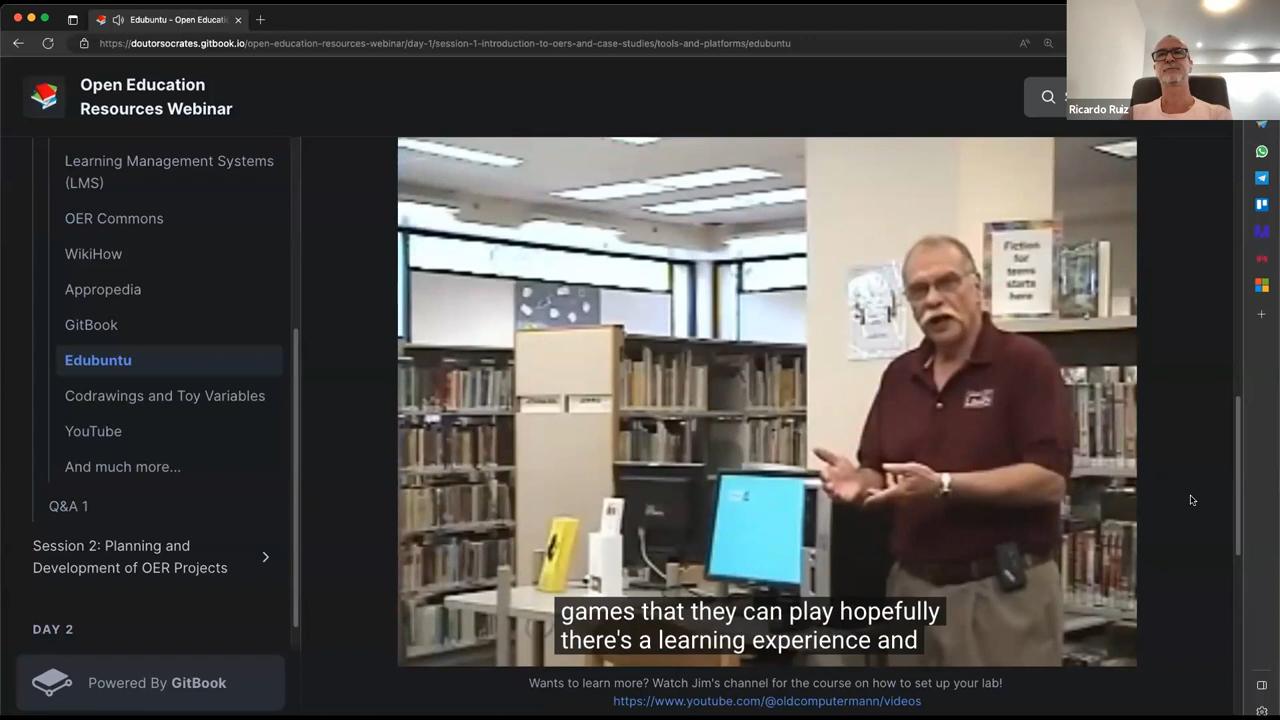 Edubuntu - Open Educati
https://doutorsocrates.gitbook.io/open-education-resources-webinar/day-1/session-1-introduction-to-oers-and-case-studies/tools-and-platforms/edubuntu
Open Education
Resources Webinar
Ricardo Ruiz
Learning Management Systems
(LMS)
OER Commons
WikiHow
Appropedia
GitBook
Edubuntu
Codrawings and Toy Variables
YouTube
And much more...
Q&A 1
Session 2: Planning and
Development of OER Projects
DAY 2
Powered By GitBook
Fiction
for
teens
starts
here
games that they can play hopefully
there's a learning experience and
Wants to learn more? Watch Jim's channel for the course on how to set up your lab!
https://www.youtube.com/@oldcomputermann/videos